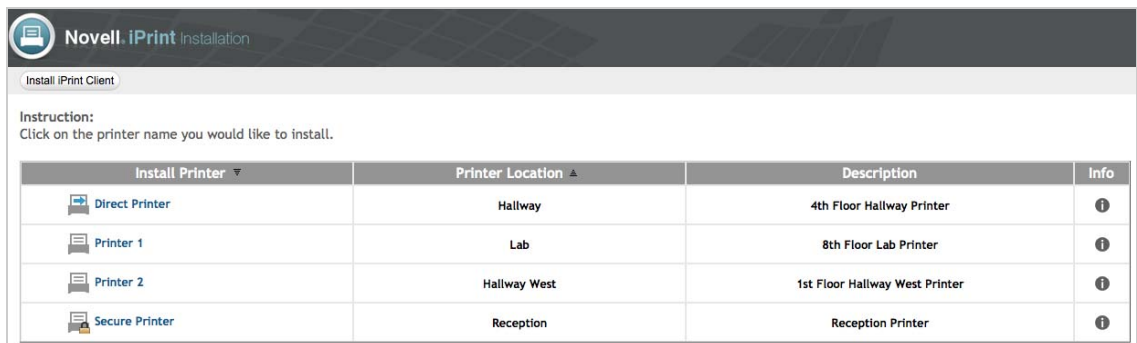 Novell. iPrint Installation
Install iPrint Client
Instruction:
Click on the printer name you would like to install.
Install Printer Printer Location Description Info
Direct Printer Hallway 4th Floor Hallway Printer
Printer 1 Lab 8th Floor Lab Printer
Printer 2 Hallway West 1st Floor Hallway West Printer
Secure Printer Reception Reception Printer